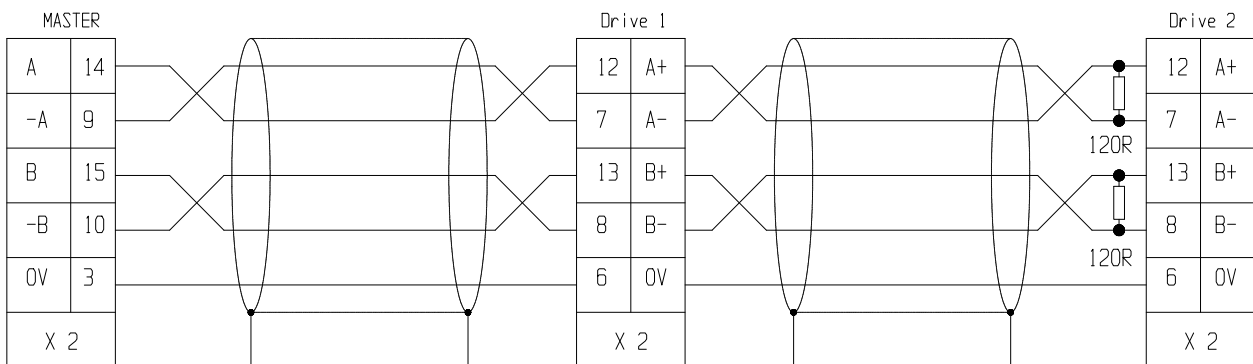 MASTER Drive 1 Drive 2
A 14 12 A+ 12 A+
-A 9 7 A- 7 A-
120R
B 15 13 B+ 13 B+
-B 10 8 B- 8 B-
120R
0V 3 6 0V 6 0V
X 2 X 2 X 2